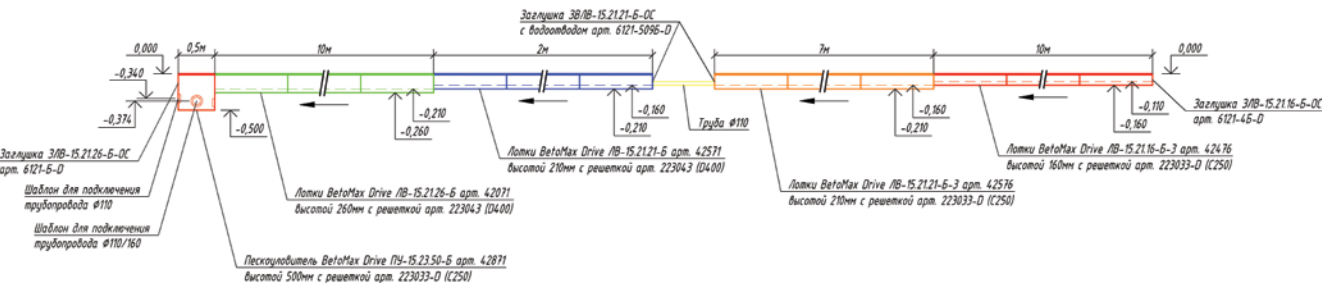 Заглушка ЗВЛВ-15.21.21-Б-ОС
с водоотводом арт. 6121-509Б-D
0,000
0,5м
10м
2м
7м
10м
0,000
-0,340
-0,374
-0,500
-0,210
-0,260
-0,160
-0,210
Труба Ф110
-0,160
-0,210
-0,110
-0,160
Заглушка ЗЛВ-15.21.16-Б-ОС
арт. 6121-4Б-D
Заглушка ЗЛВ-15.21.26-Б-ОС
арт. 6121-Б-D
Шаблон для подключения
трубопровода Ф110
Шаблон для подключения
трубопровода Ф110/160
Лотки BetoMax Drive ЛВ-15.21.26-Б арт. 42071
высотой 260мм с решеткой арт. 223043 (D400)
Лотки BetoMax Drive ЛВ-15.21.21-Б арт. 42571
высотой 210мм с решеткой арт. 223043 (D400)
Лотки BetoMax Drive ЛВ-15.21.21-Б-3 арт. 42576
высотой 210мм с решеткой арт. 223033-D (C250)
Лотки BetoMax Drive ЛВ-15.21.16-Б-3 арт. 42476
высотой 160мм с решеткой арт. 223033-D (C250)
Пескоуловитель BetoMax Drive ПУ-15.23.50-Б арт. 42871
высотой 500мм с решеткой арт. 223033-D (C250)